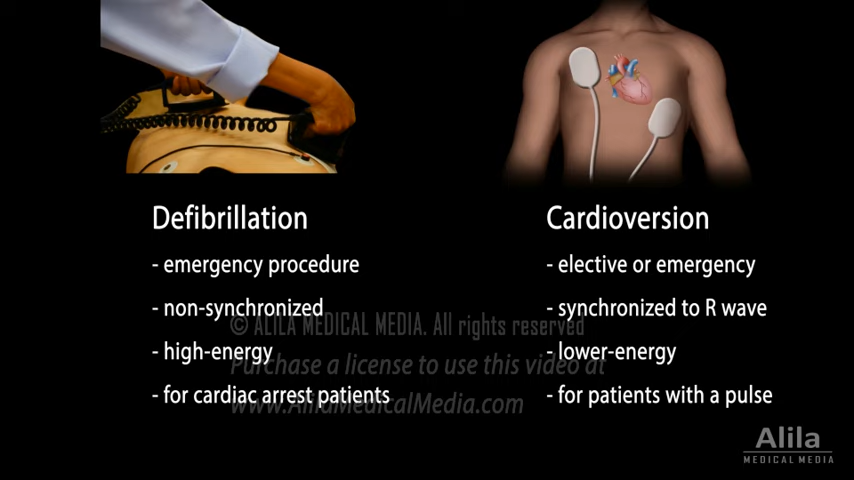 Defibrillation
- emergency procedure
- non-synchronized
- high-energy
- for cardiac arrest patients
Cardioversion
- elective or emergency
- synchronized to R wave
- lower-energy
- for patients with a pulse
© ALILA MEDICAL MEDIA. All rights reserved
Purchase a license to use this video at
www.AlilaMedicalMedia.com
Alila
MEDICAL MEDIA